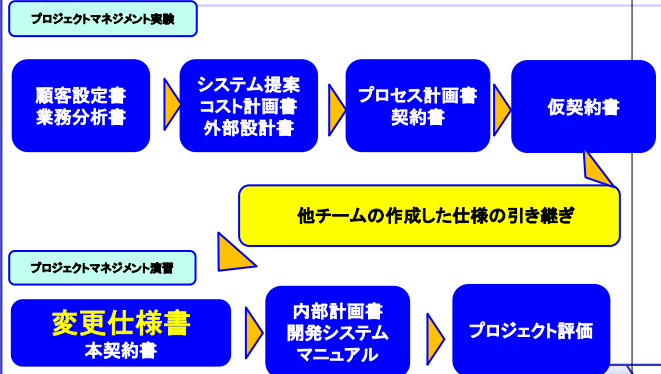 プロジェクトマネジメント実験
顧客設定書
業務分析書
システム提案
コスト計画書
外部設計書
プロセス計画書
契約書
仮契約書
他チームの作成した仕様の引き継ぎ
プロジェクトマネジメント演習
変更仕様書
本契約書
内部計画書
開発システム
マニュアル
プロジェクト評価